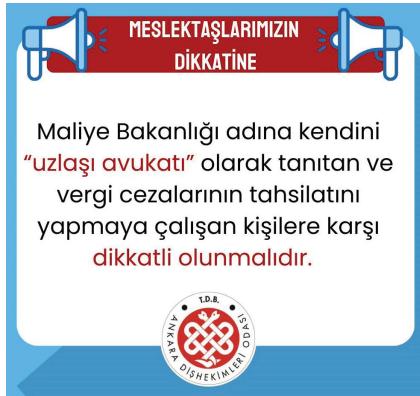 MESLEKTAŞLARIMIZIN
DİKKATİNE
Maliye Bakanlığı adına kendini
“uzlaşı avukatı” olarak tanıtan ve
vergi cezalarının tahsilatını
yapmaya çalışan kişilere karşı
dikkatli olunmalıdır.
T.D.B.
ANKARA DİŞHEKİMLERİ ODASI